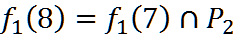 f₁(8) = f₁(7) ∩ P₂